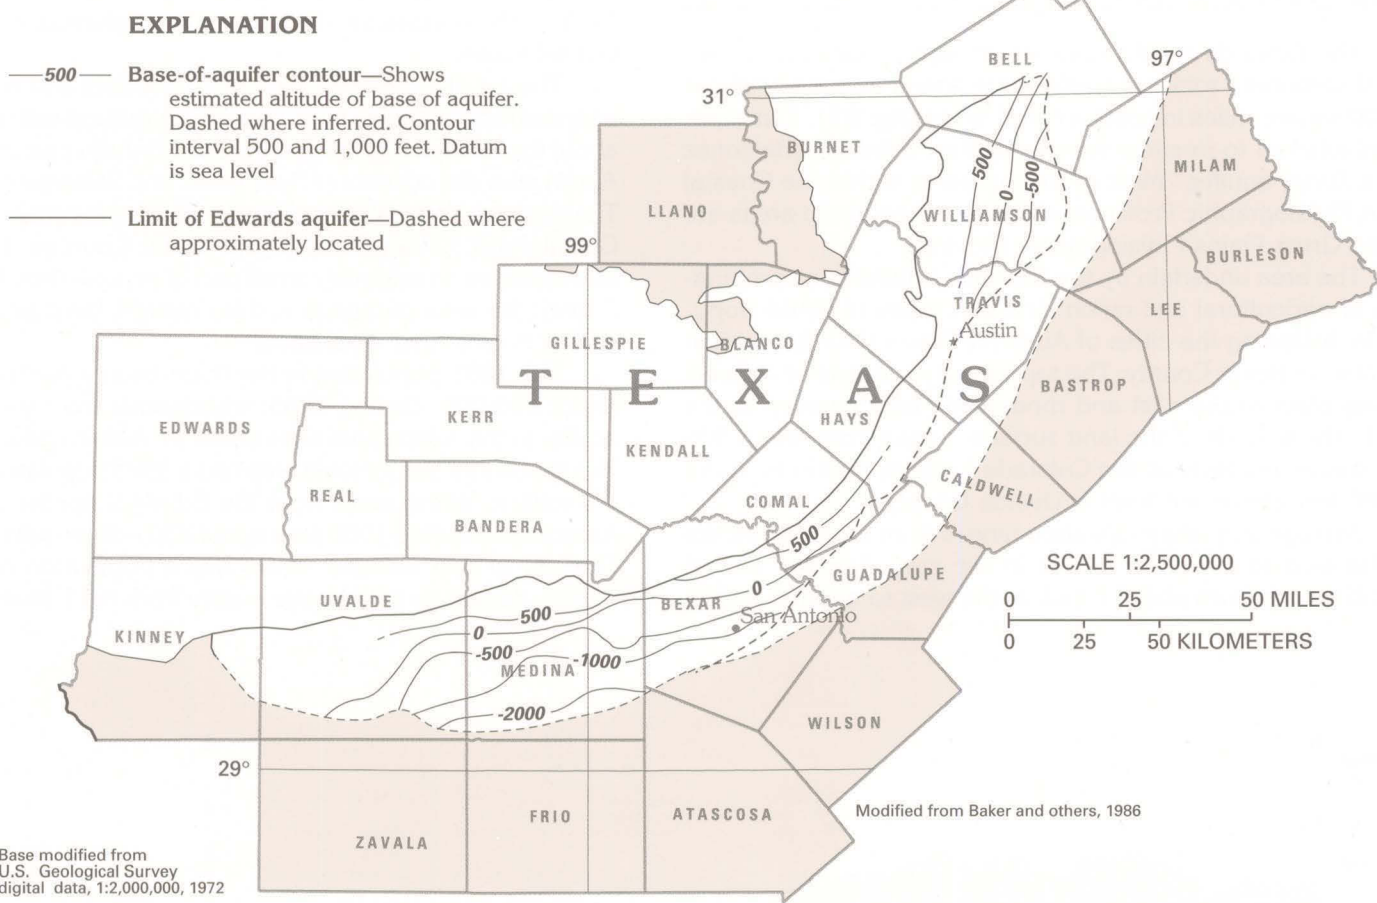 EXPLANATION
500
Base-of-aquifer contour—Shows
estimated altitude of base of aquifer.
Dashed where inferred. Contour
interval 500 and 1,000 feet. Datum
is sea level
Limit of Edwards aquifer—Dashed where
approximately located
97°
BELL
31°
BURNET
MILAM
500
0
-500
LLANO
WILLIAMSON
99°
BURLESON
TRAVIS
LEE
Austin
GILLESPIE
BLANCO
TEXAS
BASTROP
EDWARDS
KERR
HAYS
KENDALL
REAL
CALDWELL
COMAL
BANDERA
500
SCALE 1:2,500,000
GUADALUPE
0 25 50 MILES
0 25 50 KILOMETERS
UVALDE
500
BEXAR
0
San Antonio
KINNEY
0
-500
-1000
MEDINA
-2000
WILSON
29°
FRIO
ATASCOSA
ZAVALA
Modified from Baker and others, 1986
Base modified from
U.S. Geological Survey
digital data, 1:2,000,000, 1972